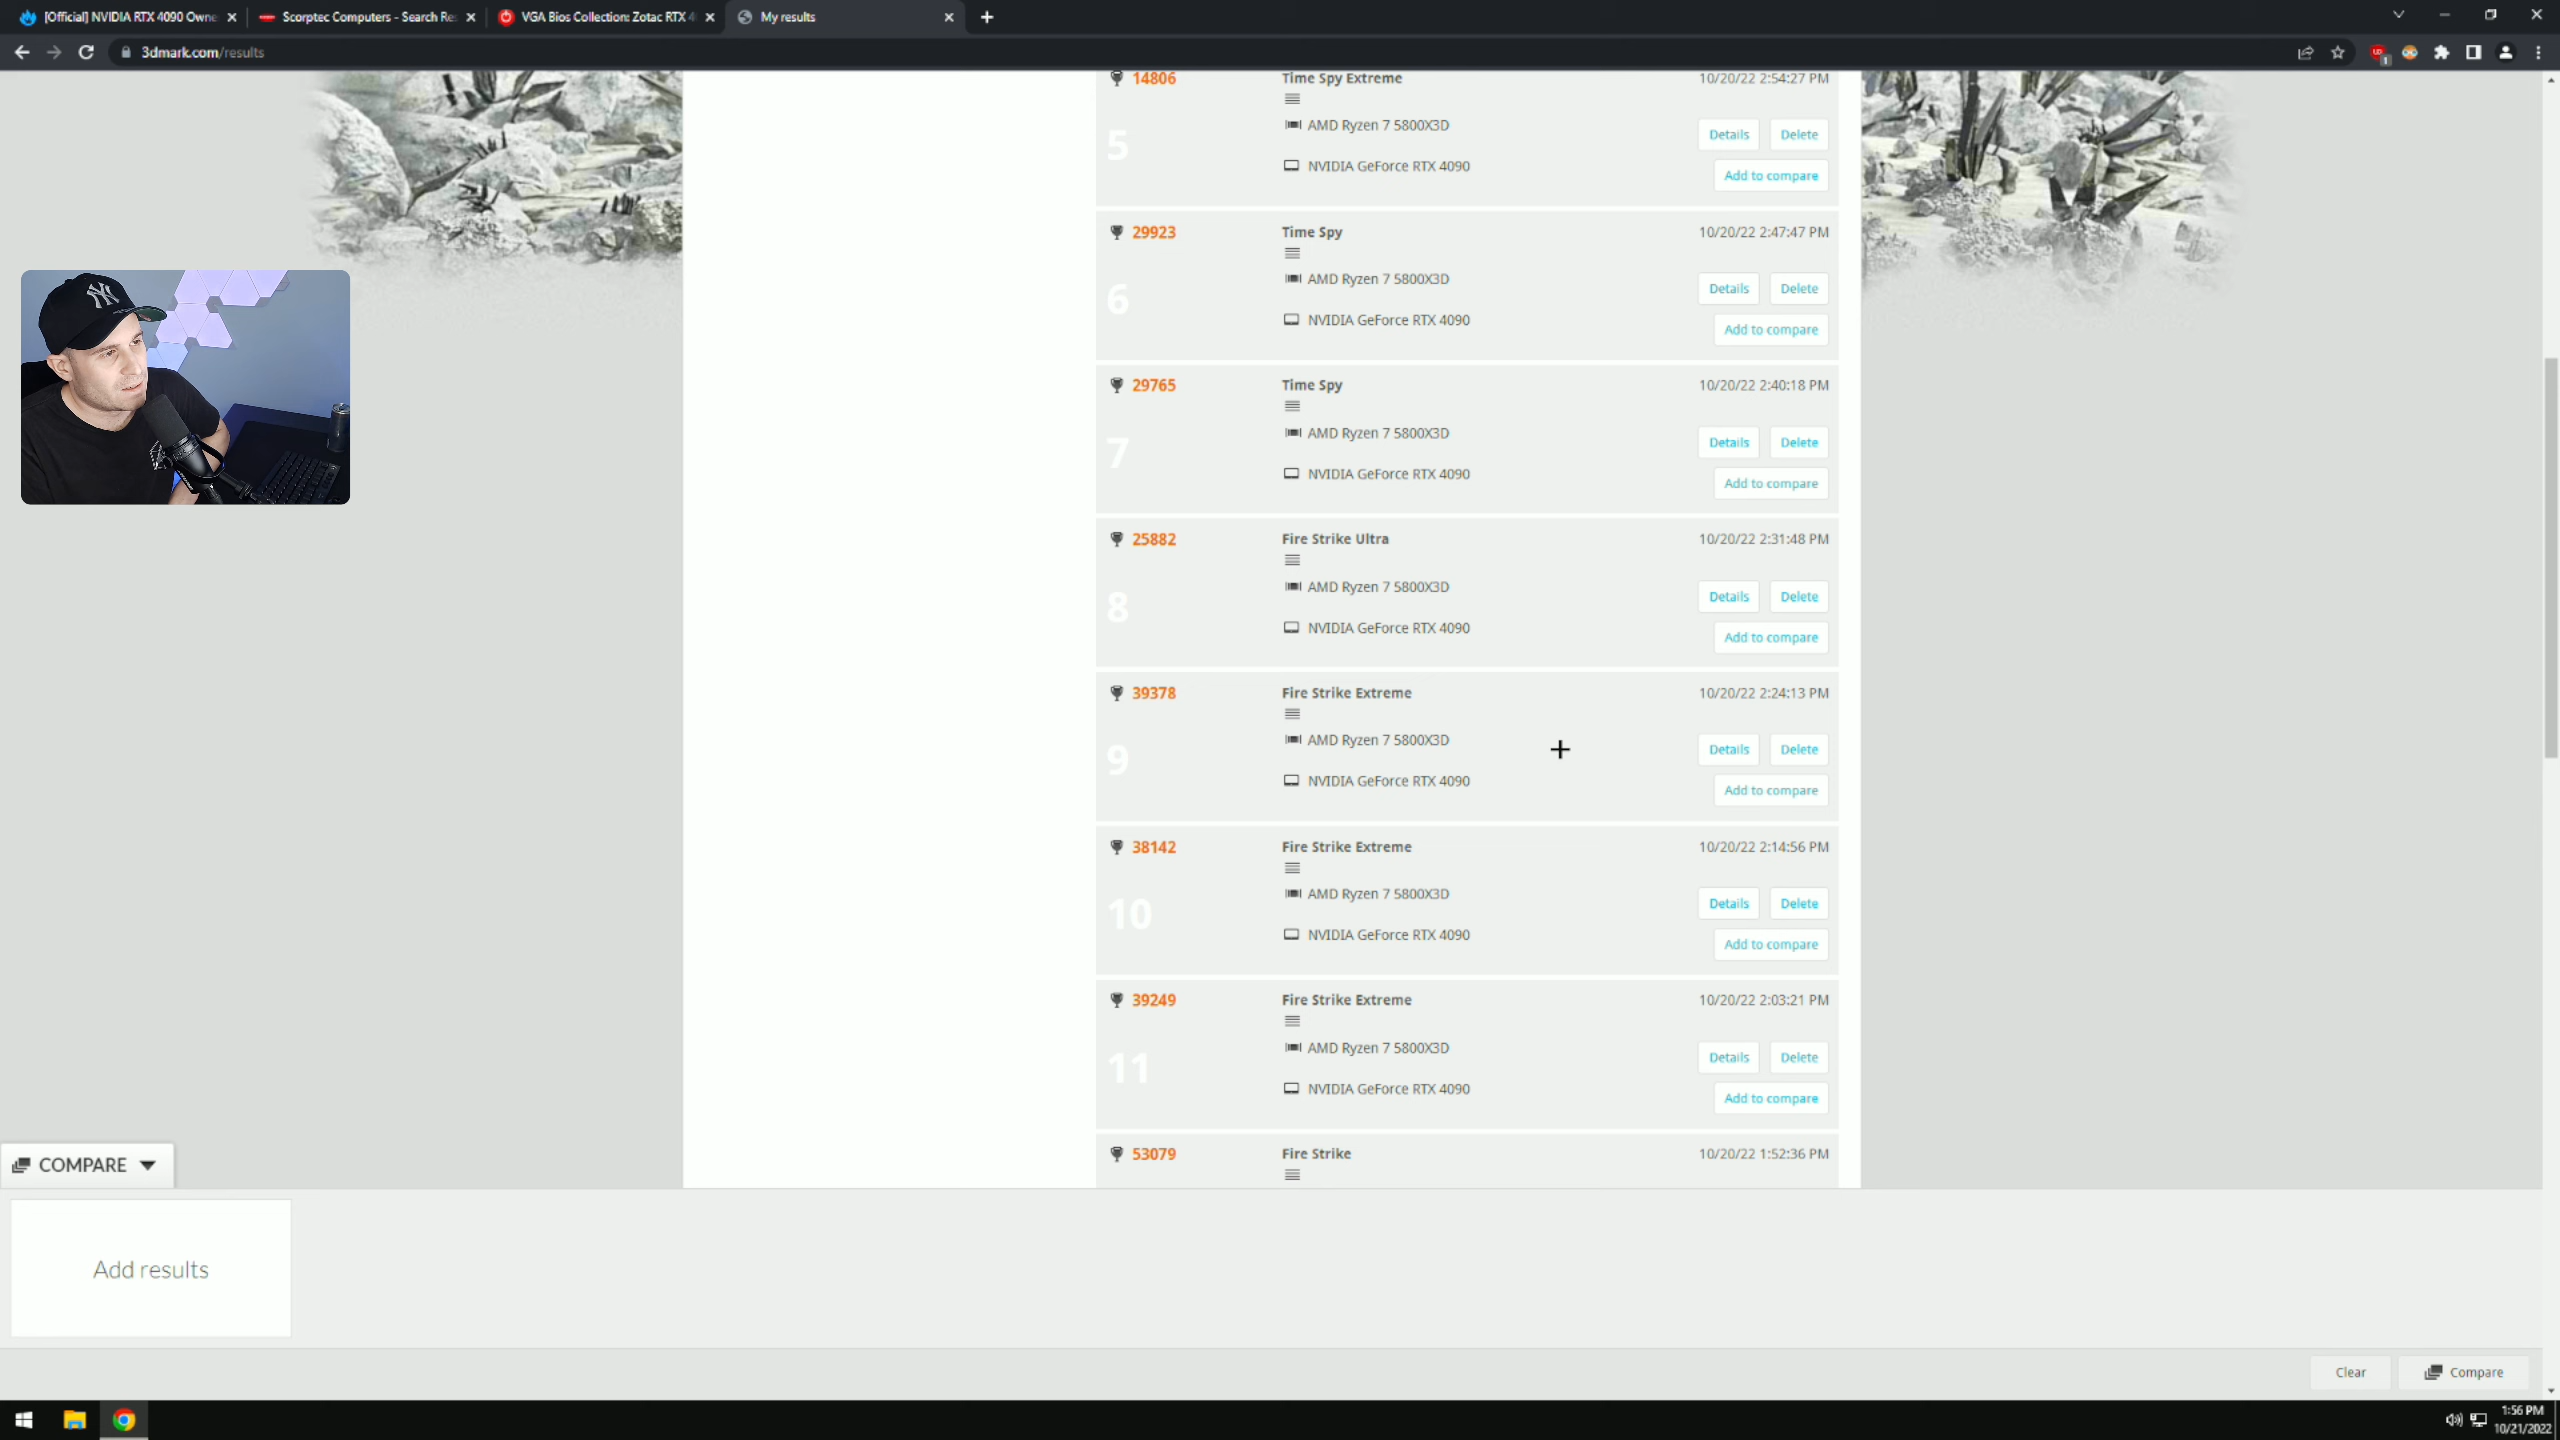 [Official] NVIDIA RTX 4090 Owne
Scorptec Computers - Search Re
VGA Bios Collection: Zotac RTX 4
My results
3dmark.com/results
14806 Time Spy Extreme 10/20/22 2:54:27 PM
5
AMD Ryzen 7 5800X3D
Details Delete
NVIDIA GeForce RTX 4090
Add to compare
29923 Time Spy 10/20/22 2:47:47 PM
6
AMD Ryzen 7 5800X3D
Details Delete
NVIDIA GeForce RTX 4090
Add to compare
29765 Time Spy 10/20/22 2:40:18 PM
7
AMD Ryzen 7 5800X3D
Details Delete
NVIDIA GeForce RTX 4090
Add to compare
25882 Fire Strike Ultra 10/20/22 2:31:48 PM
8
AMD Ryzen 7 5800X3D
Details Delete
NVIDIA GeForce RTX 4090
Add to compare
39378 Fire Strike Extreme 10/20/22 2:24:13 PM
9
AMD Ryzen 7 5800X3D
Details Delete
NVIDIA GeForce RTX 4090
Add to compare
38142 Fire Strike Extreme 10/20/22 2:14:56 PM
10
AMD Ryzen 7 5800X3D
Details Delete
NVIDIA GeForce RTX 4090
Add to compare
39249 Fire Strike Extreme 10/20/22 2:03:21 PM
11
AMD Ryzen 7 5800X3D
Details Delete
NVIDIA GeForce RTX 4090
Add to compare
53079 Fire Strike 10/20/22 1:52:36 PM
COMPARE
Add results
Clear Compare
1:56 PM
10/21/2022
NY